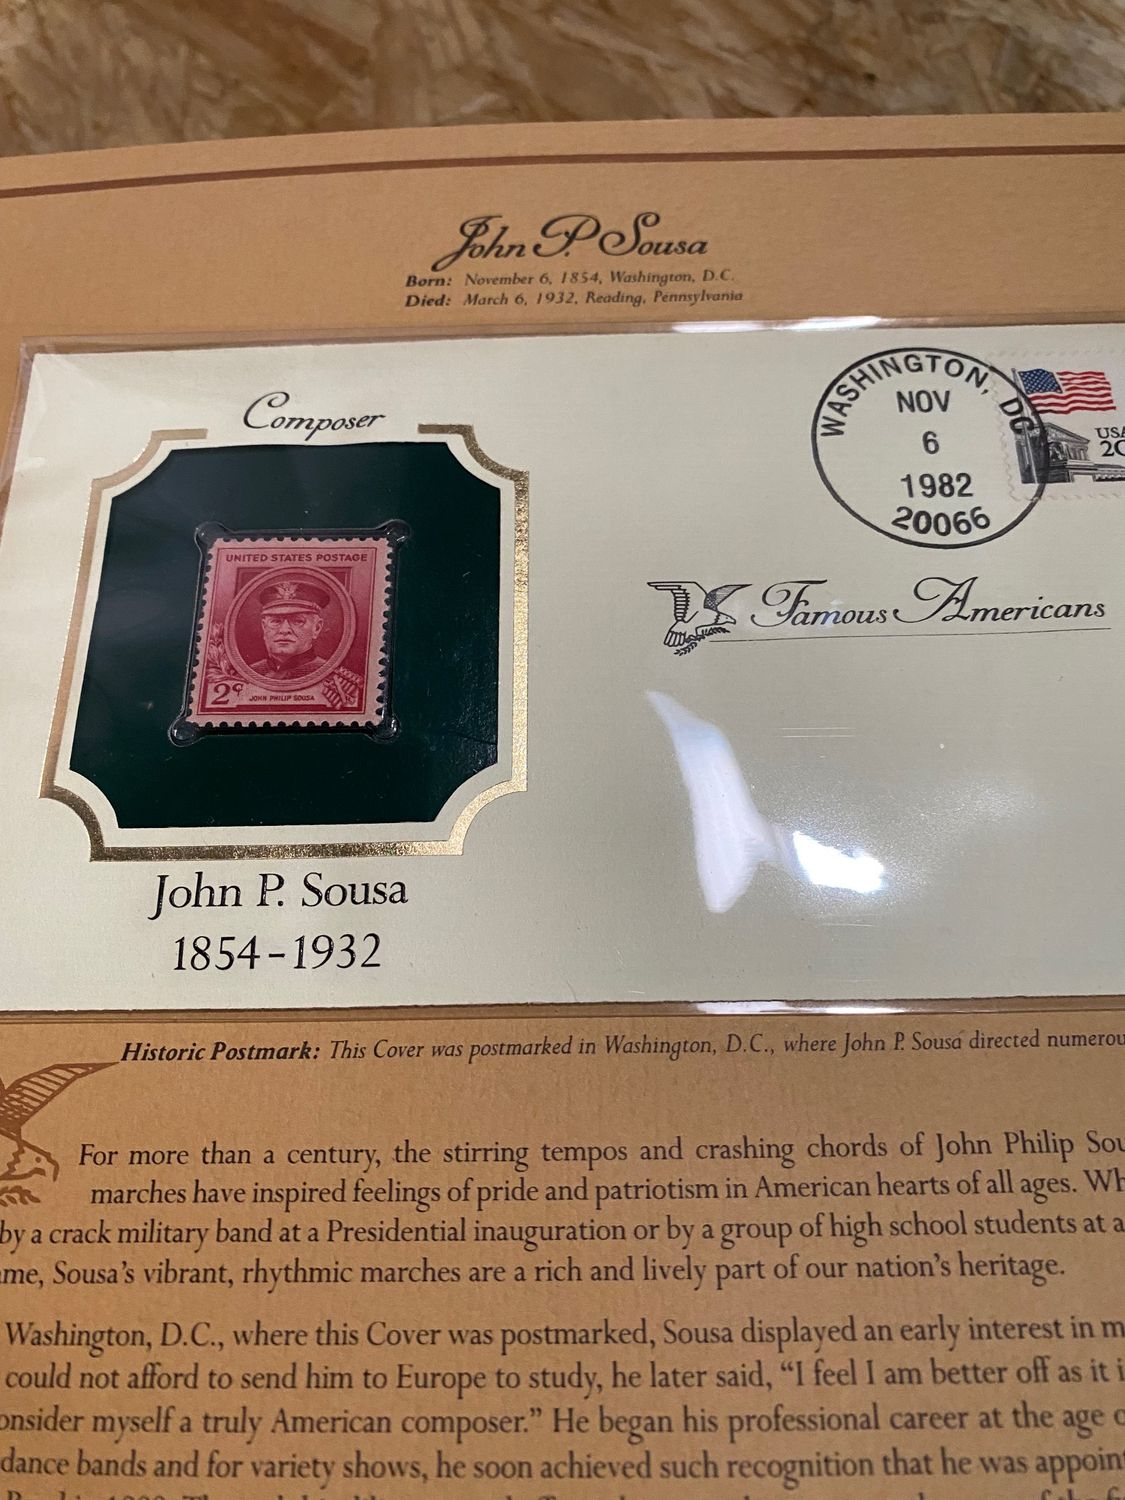 John P. Sousa
Born: November 6, 1854, Washington, D.C.
Died: March 6, 1932, Reading, Pennsylvania
Composer
UNITED STATES POSTAGE
2¢
JOHN PHILIP SOUSA
WASHINGTON, DC
NOV
6
1982
20066
USA
Famous Americans
John P. Sousa
1854-1932
Historic Postmark: This Cover was postmarked in Washington, D.C., where John P. Sousa directed
For more than a century, the stirring tempos and crashing chords of John Philip
marches have inspired feelings of pride and patriotism in American hearts of all ages.
by a crack military band at a Presidential inauguration or by a group of high school students at a
Sousa's vibrant, rhythmic marches are a rich and lively part of our nation's heritage.
Washington, D.C., where this Cover was postmarked, Sousa displayed an early interest in
could not afford to send him to Europe to study, he later said, "I feel I am better off as it
myself a truly American composer." He began his professional career at the age
dance bands and for variety shows, he soon achieved such recognition that he was